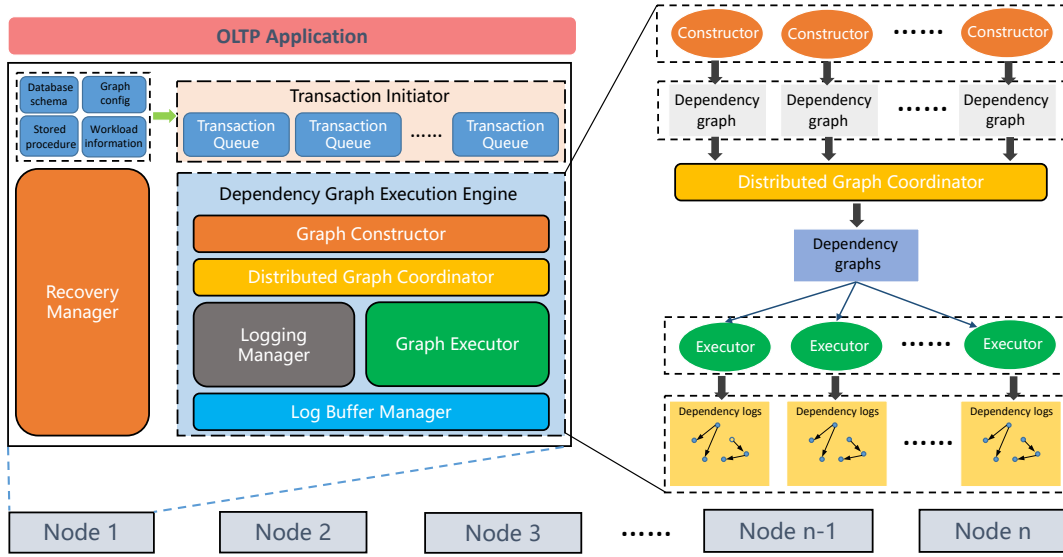 OLTP Application
Database
schema
Graph
config
Stored
procedure
Workload
information
Transaction Initiator
Transaction
Queue
Transaction
Queue
......
Transaction
Queue
Recovery
Manager
Dependency Graph Execution Engine
Graph Constructor
Distributed Graph Coordinator
Logging
Manager
Graph Executor
Log Buffer Manager
Constructor
Constructor
......
Constructor
Dependency
graph
Dependency
graph
......
Dependency
graph
Distributed Graph Coordinator
Dependency
graphs
Executor
Executor
......
Executor
Dependency logs
Dependency logs
......
Dependency logs
Node 1
Node 2
Node 3
......
Node n-1
Node n